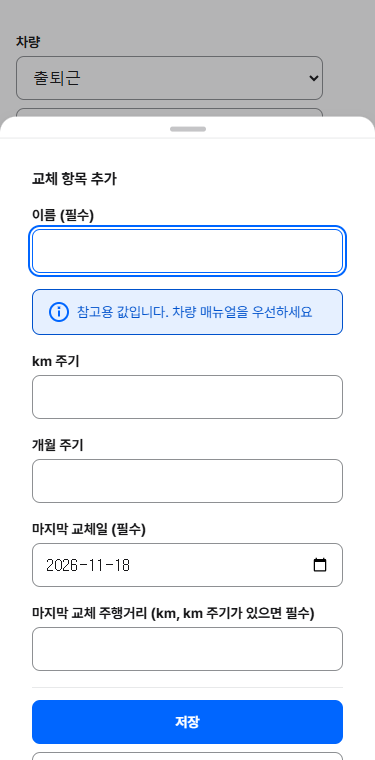 차량
출퇴근
교체 항목 추가
이름 (필수)
참고용 값입니다. 차량 매뉴얼을 우선하세요
km 주기
개월 주기
마지막 교체일 (필수)
2026-11-18
마지막 교체 주행거리 (km, km 주기가 있으면 필수)
저장